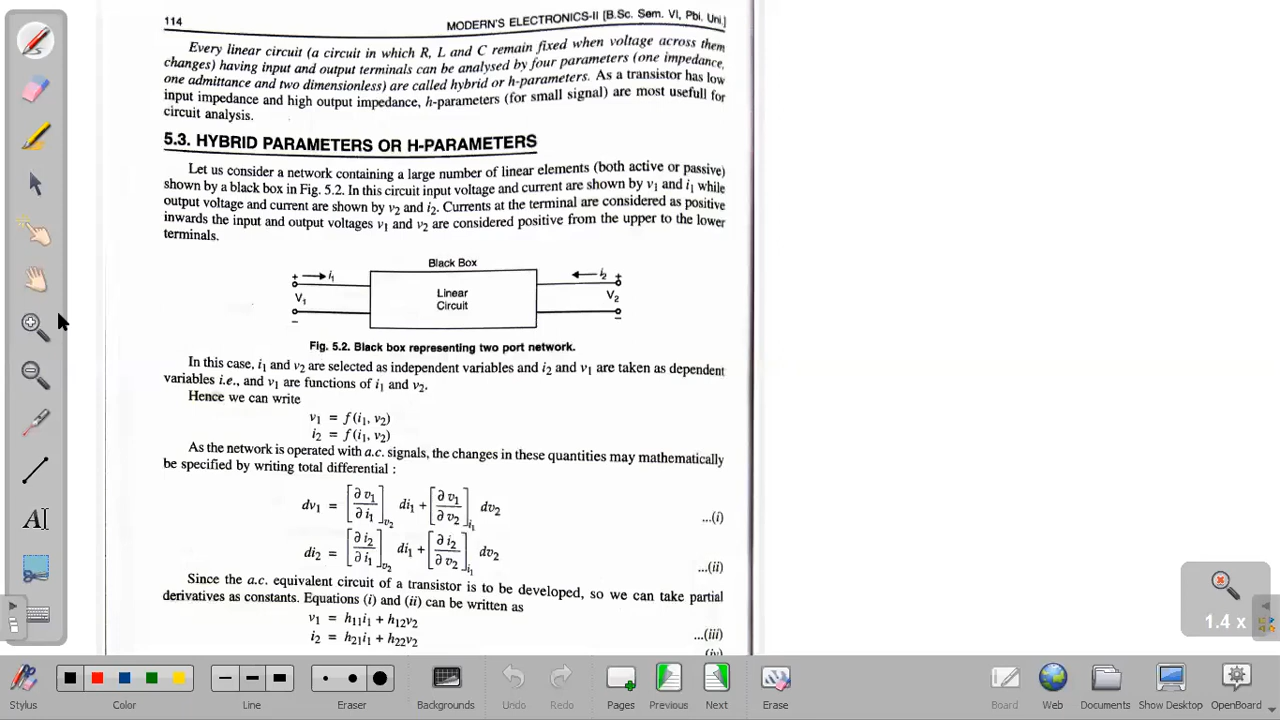 114
MODERN'S ELECTRONICS-II [B.Sc. Sem. VI, Pbi. Uni.]
Every linear circuit (a circuit in which R, L and C remain fixed when voltage across them
changes) having input and output terminals can be analysed by four parameters (one impedance,
one admittance and two dimensionless) are called hybrid or h-parameters. As a transistor has low
input impedance and high output impedance, h-parameters (for small signal) are most usefull for
circuit analysis.
5.3. HYBRID PARAMETERS OR H-PARAMETERS
Let us consider a network containing a large number of linear elements (both active or passive)
shown by a black box in Fig. 5.2. In this circuit input voltage and current are shown by v₁ and i₁ while
output voltage and current are shown by v₂ and i₂. Currents at the terminal are considered as positive
inwards the input and output voltages v₁ and v₂ are considered positive from the upper to the lower
terminals.
Black Box
+ i₁
i₂ +
V₁
Linear
Circuit
V₂
– –
Fig. 5.2. Black box representing two port network.
In this case, i₁ and v₂ are selected as independent variables and i₂ and v₁ are taken as dependent
variables i.e., and v₁ are functions of i₁ and v₂.
Hence we can write
v₁ = f(i₁, v₂)
i₂ = f(i₁, v₂)
As the network is operated with a.c. signals, the changes in these quantities may mathematically
be specified by writing total differential :
dv₁ = [∂v₁/∂i₁]v₂ di₁ + [∂v₁/∂v₂]i₁ dv₂ ...(i)
di₂ = [∂i₂/∂i₁]v₂ di₁ + [∂i₂/∂v₂]i₁ dv₂ ...(ii)
Since the a.c. equivalent circuit of a transistor is to be developed, so we can take partial
derivatives as constants. Equations (i) and (ii) can be written as
v₁ = h₁₁i₁ + h₁₂v₂ ...(iii)
i₂ = h₂₁i₁ + h₂₂v₂
1.4 x
Stylus
Color
Line
Eraser
Backgrounds
Undo
Redo
Pages
Previous
Next
Erase
Board
Web
Documents
Show Desktop
OpenBoard